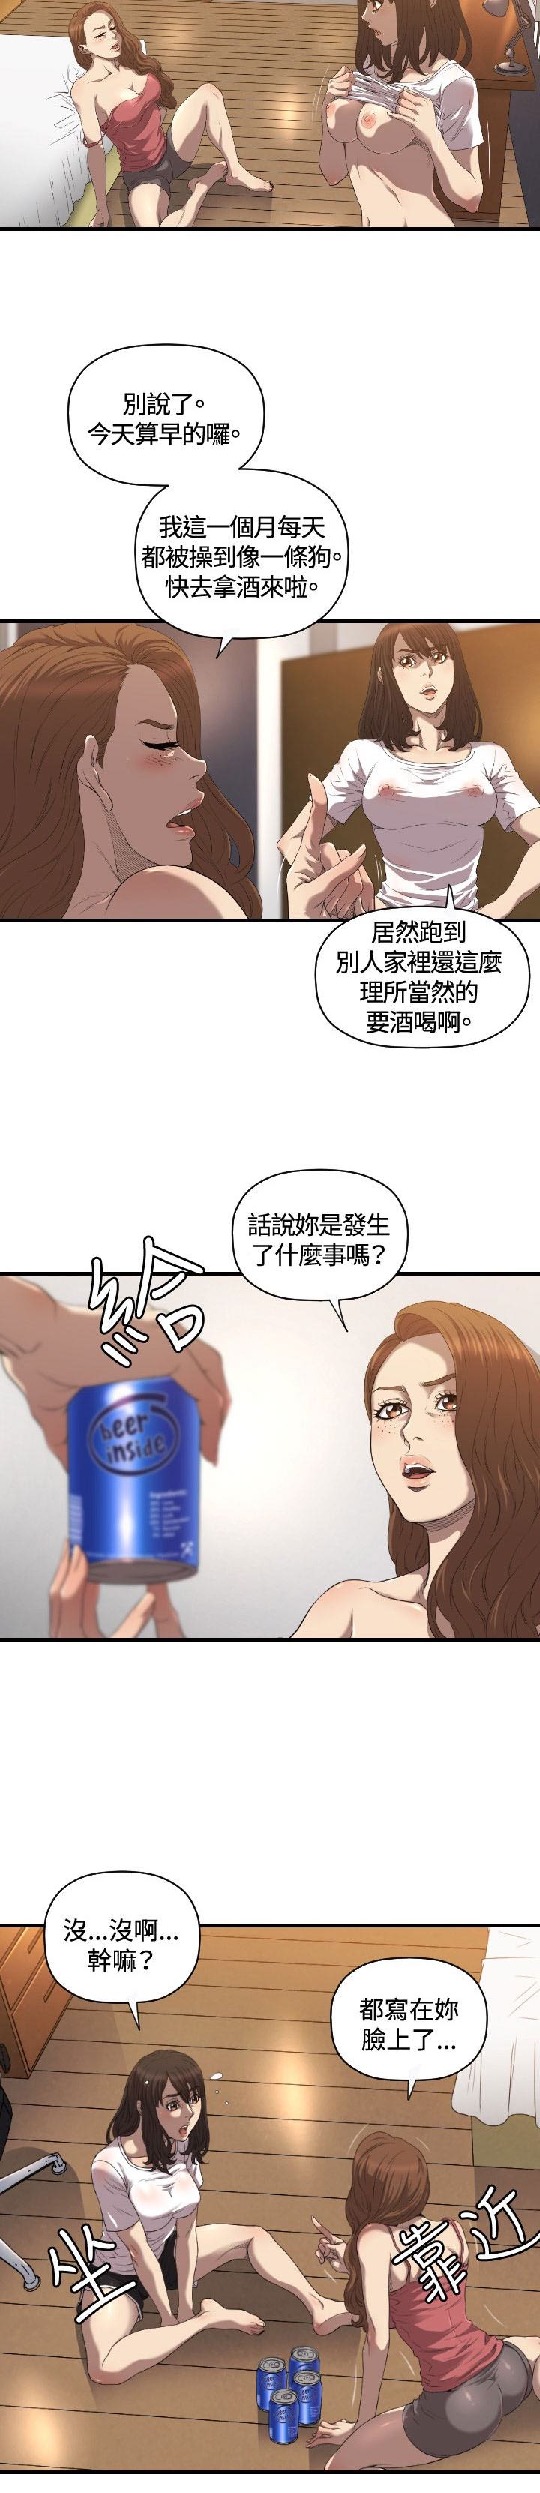 別說了。
今天算早的囉。
我這一個月每天
都被操到像一條狗。
快去拿酒來啦。
居然跑到
別人家裡還這麼
理所當然的
要酒喝啊。
話說妳是發生
了什麼事嗎？
給
beer
inside
沒...沒啊...
幹嘛？
都寫在妳
臉上了...
坐
靠近